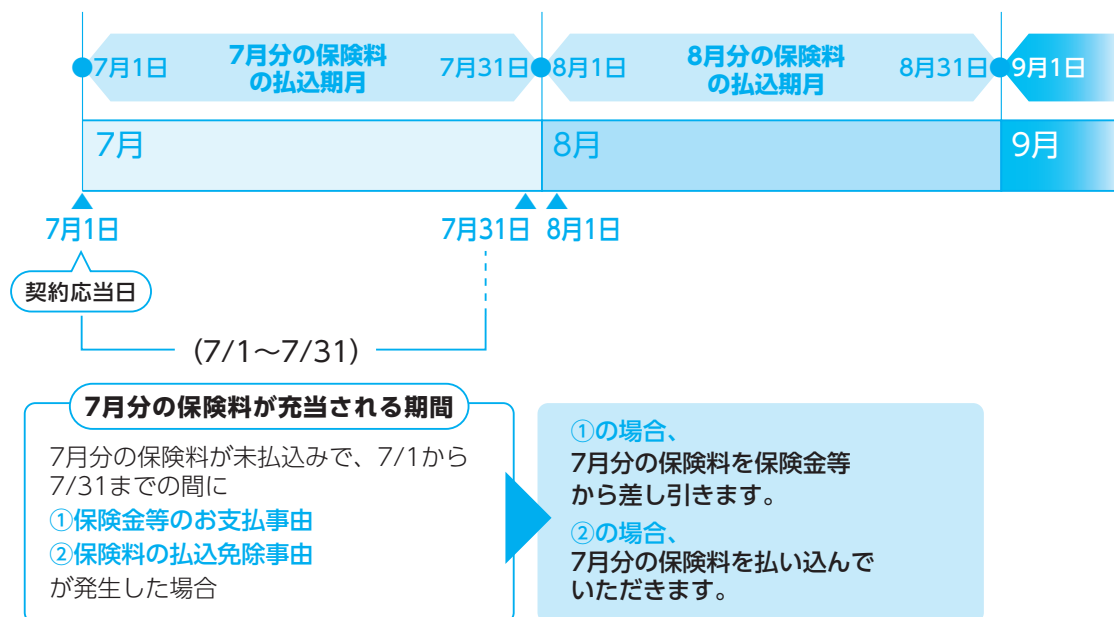 7月1日
7月分の保険料
の払込期月
7月31日
8月1日
8月分の保険料
の払込期月
8月31日
9月1日
7月
8月
9月
7月1日
7月31日
8月1日
契約応当日
(7/1～7/31)
7月分の保険料が充当される期間
7月分の保険料が未払込みで、7/1から
7/31までの間に
①保険金等のお支払事由
②保険料の払込免除事由
が発生した場合
①の場合、
7月分の保険料を保険金等
から差し引きます。
②の場合、
7月分の保険料を払い込んで
いただきます。